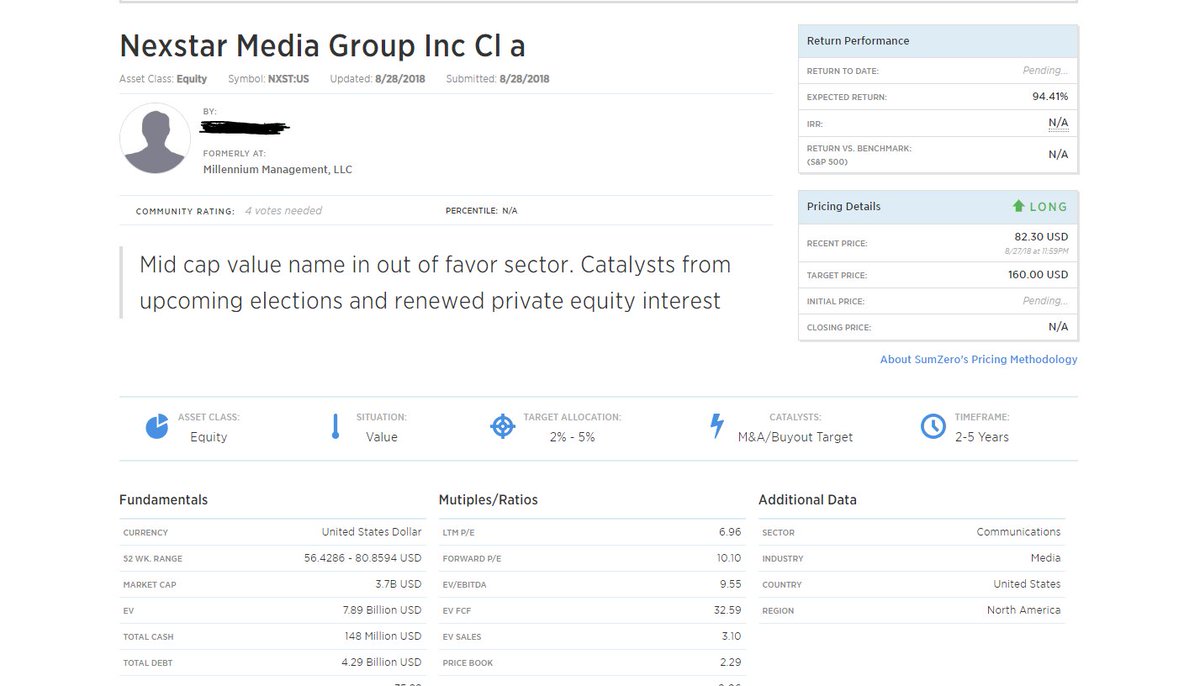 Nexstar Media Group Inc Cl a
Asset Class: Equity Symbol: NXST:US Updated: 8/28/2018 Submitted: 8/28/2018
BY:
FORMERLY AT:
Millennium Management, LLC
COMMUNITY RATING: 4 votes needed PERCENTILE: N/A
Mid cap value name in out of favor sector. Catalysts from
upcoming elections and renewed private equity interest
Return Performance
RETURN TO DATE: Pending...
EXPECTED RETURN: 94.41%
IRR: N/A
RETURN VS. BENCHMARK:
(S&P 500) N/A
Pricing Details LONG
RECENT PRICE: 82.30 USD
8/27/18 at 11:59PM
TARGET PRICE: 160.00 USD
INITIAL PRICE: Pending...
CLOSING PRICE: N/A
About SumZero's Pricing Methodology
ASSET CLASS:
Equity
SITUATION:
Value
TARGET ALLOCATION:
2% - 5%
CATALYSTS:
M&A/Buyout Target
TIMEFRAME:
2-5 Years
Fundamentals
CURRENCY United States Dollar
52 WK. RANGE 56.4286 - 80.8594 USD
MARKET CAP 3.7B USD
EV 7.89 Billion USD
TOTAL CASH 148 Million USD
TOTAL DEBT 4.29 Billion USD
Mutiples/Ratios
LTM P/E 6.96
FORWARD P/E 10.10
EV/EBITDA 9.55
EV FCF 32.59
EV SALES 3.10
PRICE BOOK 2.29
Additional Data
SECTOR Communications
INDUSTRY Media
COUNTRY United States
REGION North America